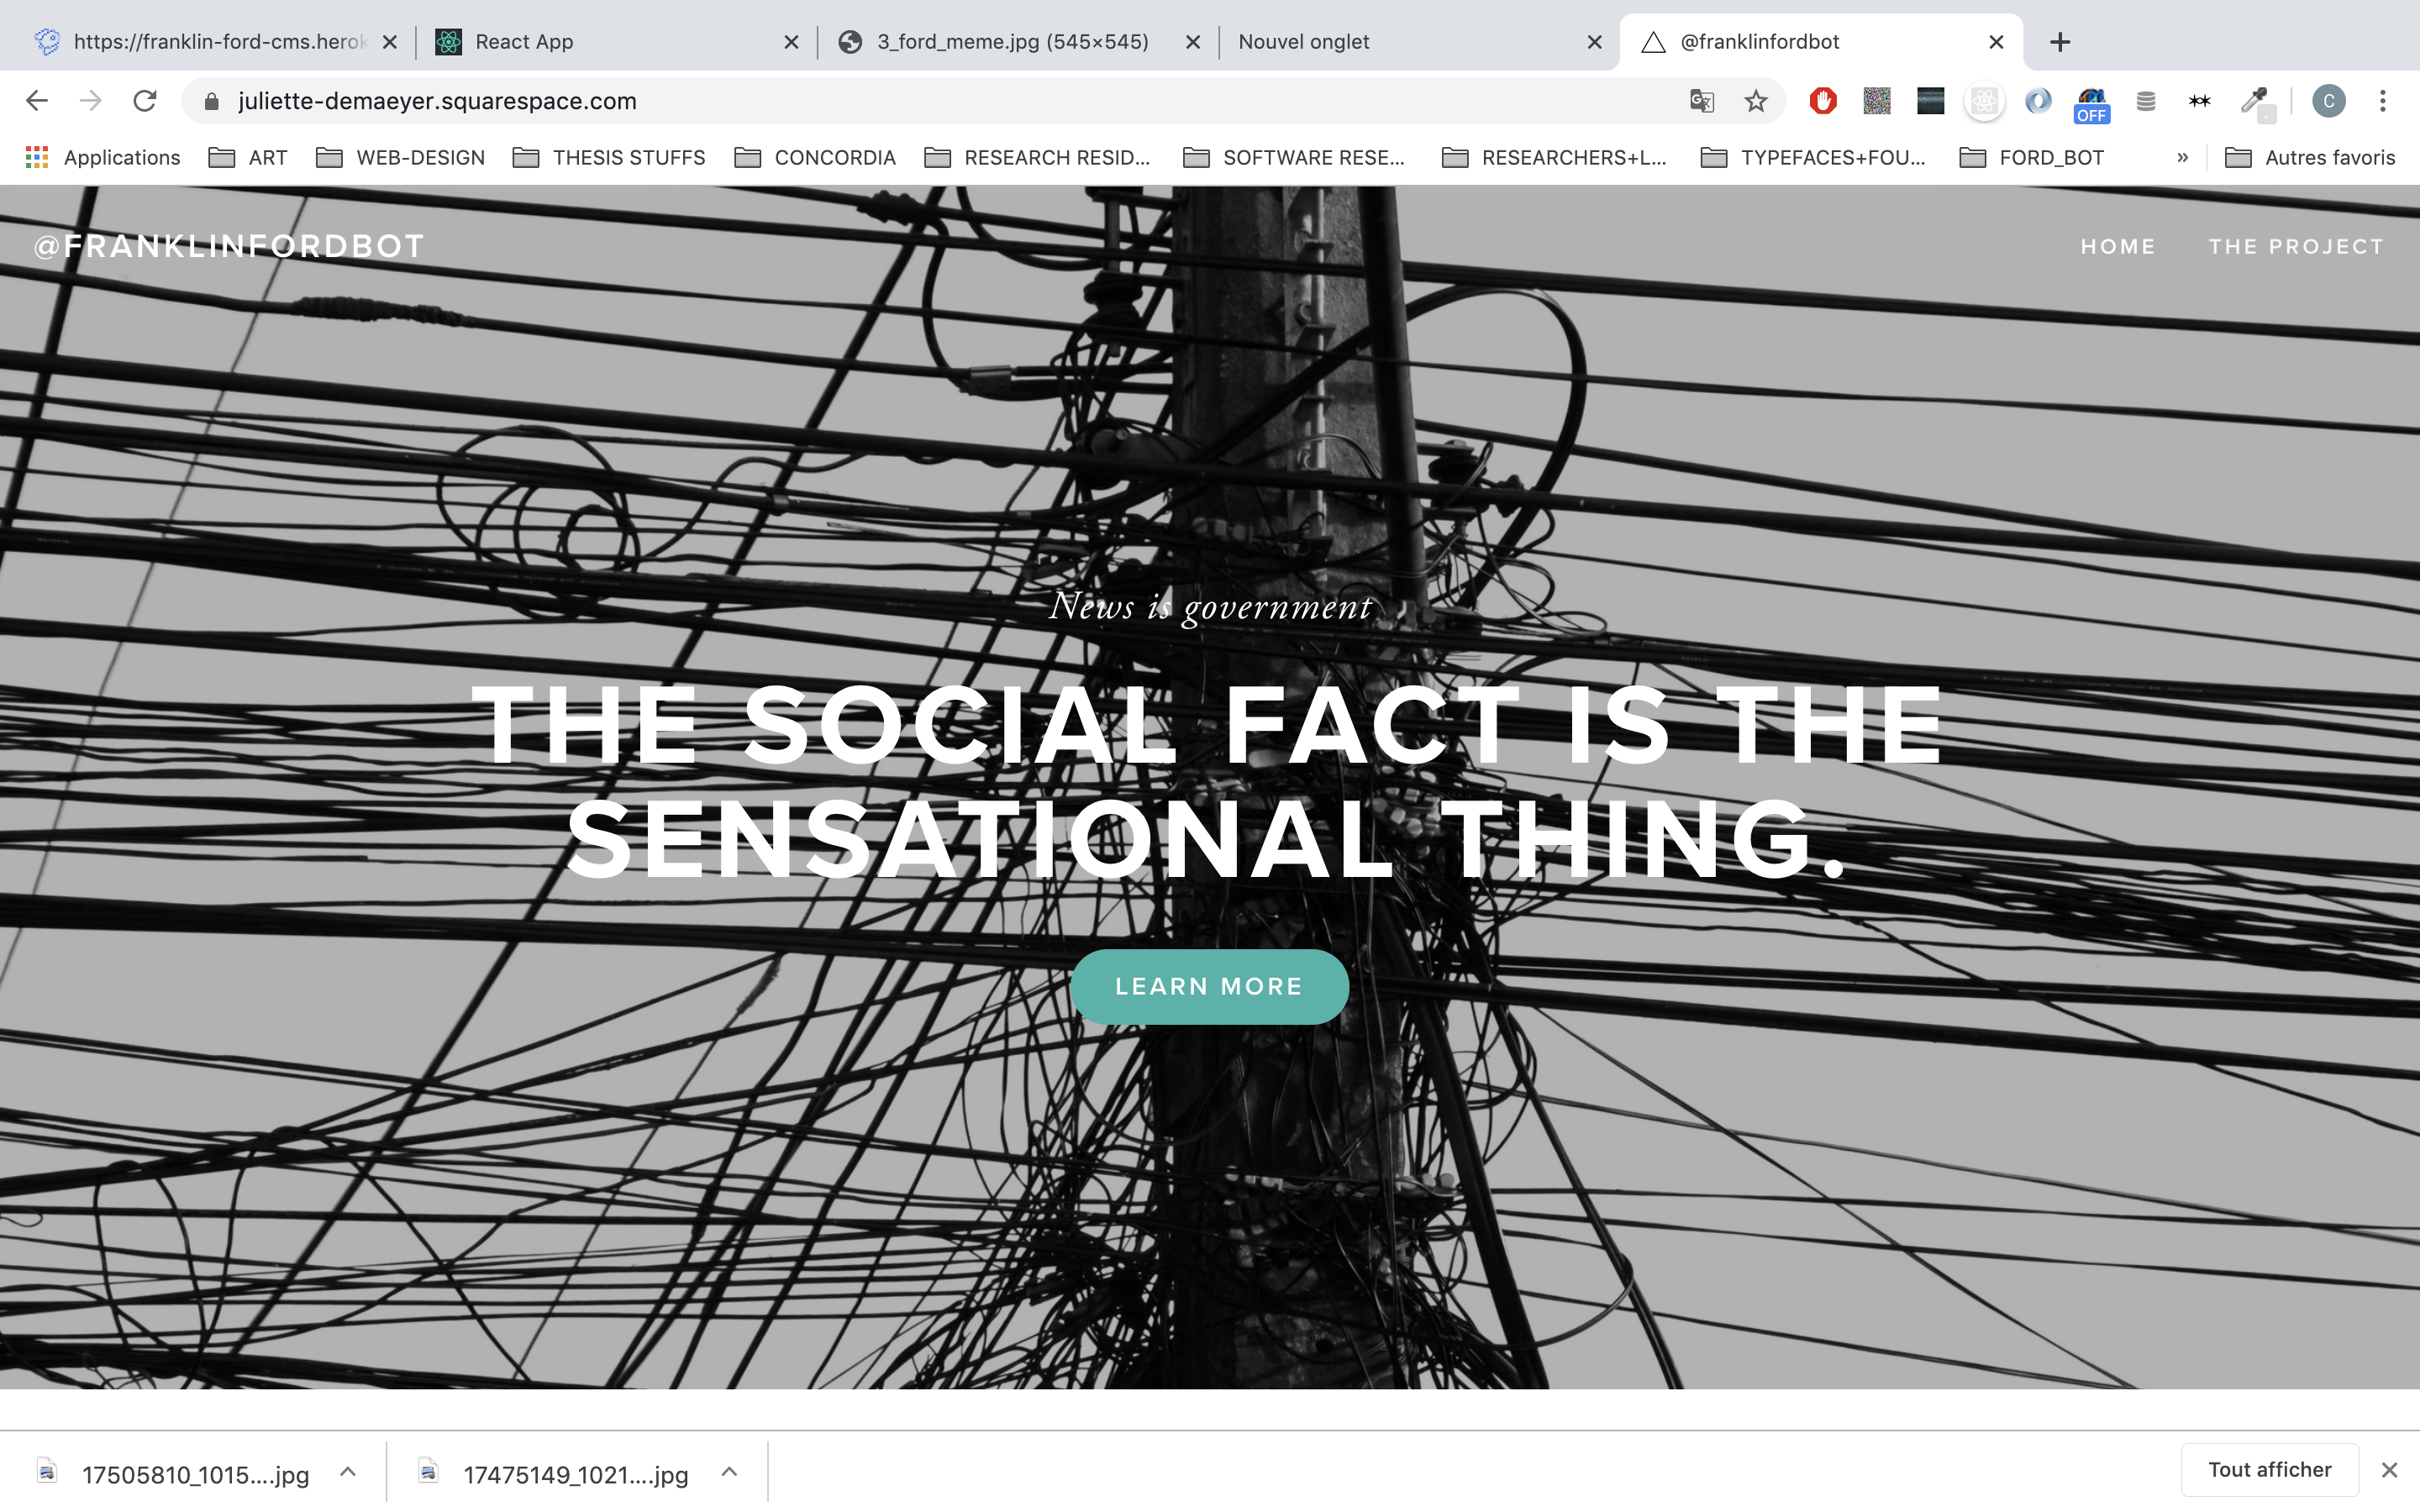 https://franklin-ford-cms.herok
React App
3_ford_meme.jpg (545×545)
Nouvel onglet
@franklinfordbot
juliette-demaeyer.squarespace.com
OFF
C
Applications
ART
WEB-DESIGN
THESIS STUFFS
CONCORDIA
RESEARCH RESID...
SOFTWARE RESE...
RESEARCHERS+L...
TYPEFACES+FOU...
FORD_BOT
»
Autres favoris
@FRANKLINFORDBOT
HOME
THE PROJECT
News is government
THE SOCIAL FACT IS THE
SENSATIONAL THING.
LEARN MORE
17505810_1015....jpg
17475149_1021....jpg
Tout afficher